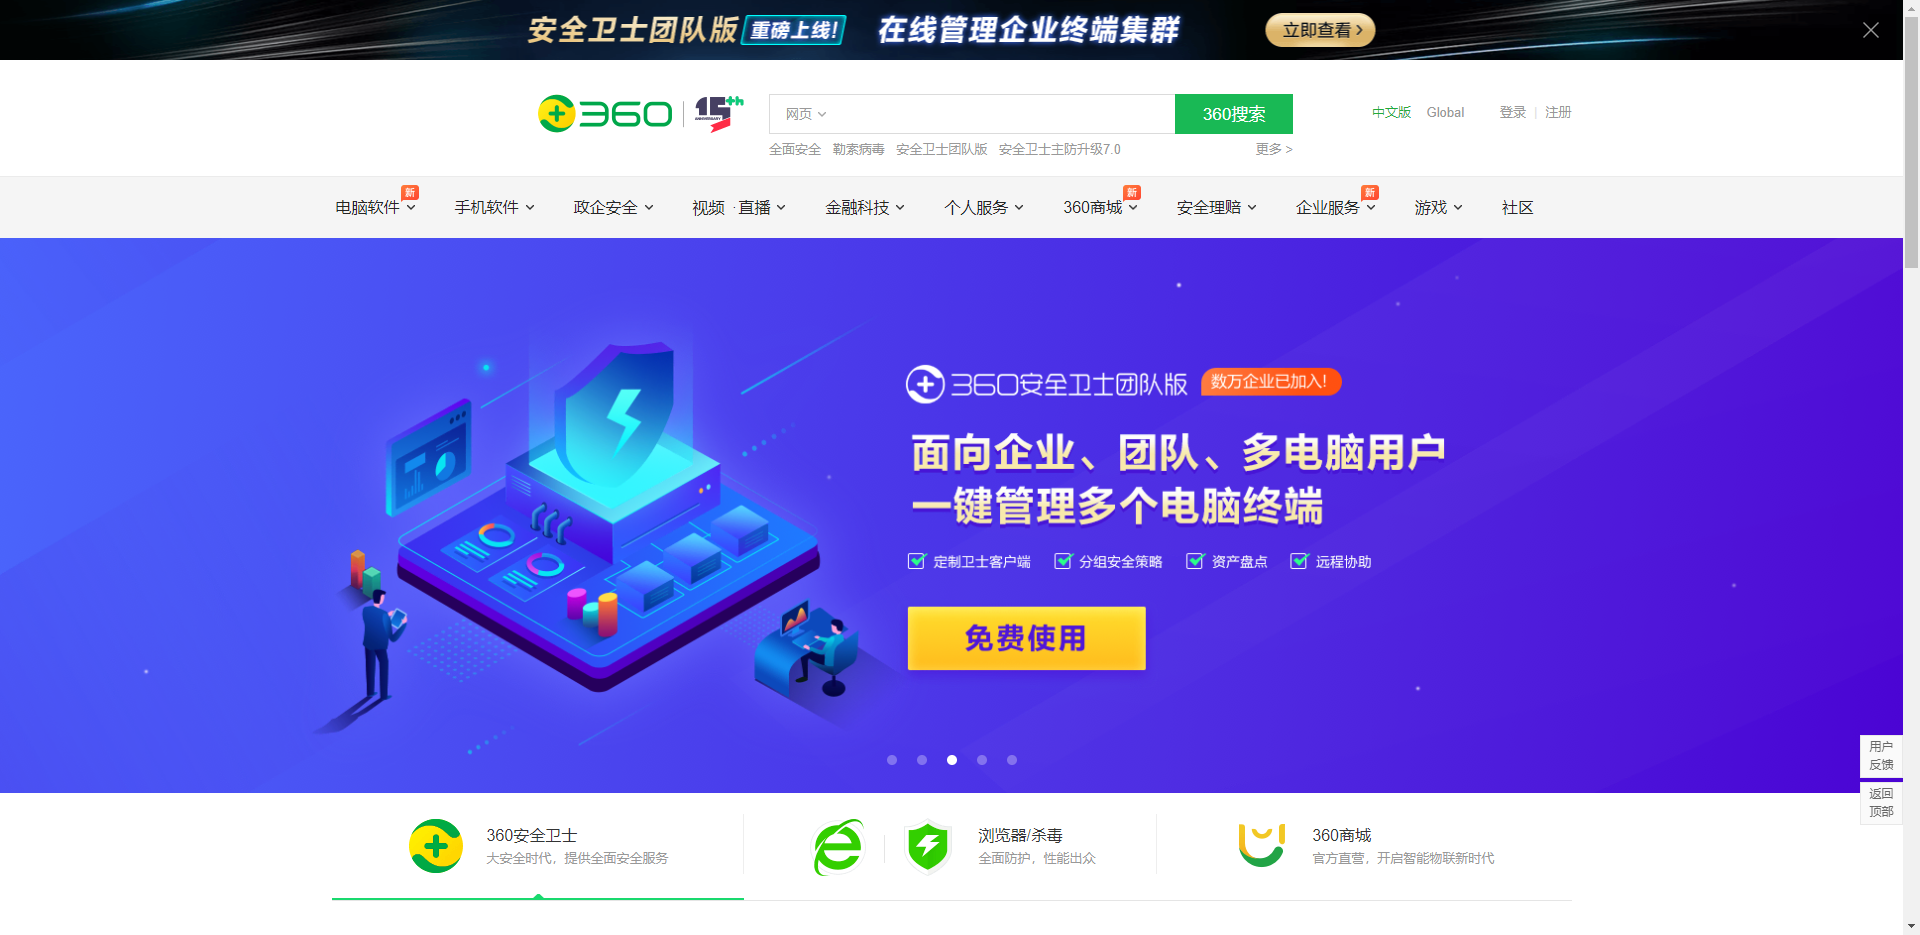 安全卫士团队版 重磅上线! 在线管理企业终端集群 立即查看 >
360 15th ANNIVERSARY
网页 360搜索 中文版 Global 登录 | 注册
全面安全 勒索病毒 安全卫士团队版 安全卫士主防升级7.0 更多 >
新 新 新
电脑软件 手机软件 政企安全 视频 · 直播 金融科技 个人服务 360商城 安全理赔 企业服务 游戏 社区
360安全卫士团队版 数万企业已加入!
面向企业、团队、多电脑用户
一键管理多个电脑终端
定制卫士客户端 分组安全策略 资产盘点 远程协助
免费使用
用户
反馈
返回
顶部
360安全卫士
大安全时代，提供全面安全服务
浏览器/杀毒
全面防护，性能出众
360商城
官方直营，开启智能物联新时代